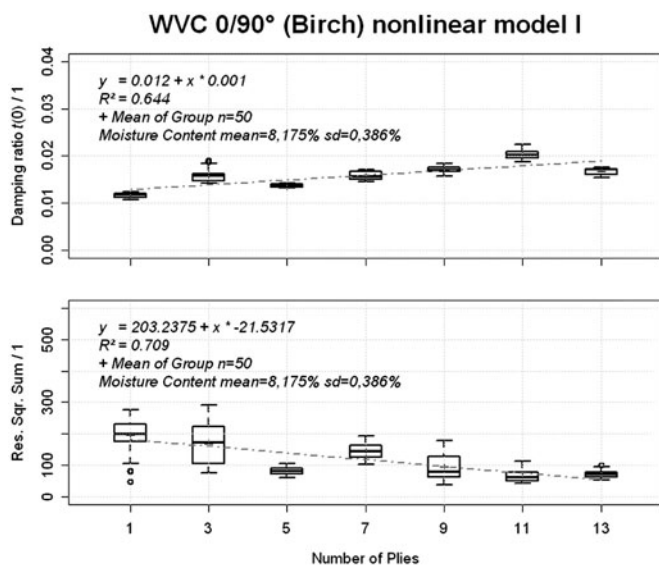 WVC 0/90° (Birch) nonlinear model I
Damping ratio t(0) / 1
0.04
0.03
0.02
0.01
0.00
y = 0.012 + x * 0.001
R² = 0.644
+ Mean of Group n=50
Moisture Content mean=8,175% sd=0,386%
Res. Sqr. Sum / 1
500
300
100
0
y = 203.2375 + x * -21.5317
R² = 0.709
+ Mean of Group n=50
Moisture Content mean=8,175% sd=0,386%
1 3 5 7 9 11 13
Number of Plies